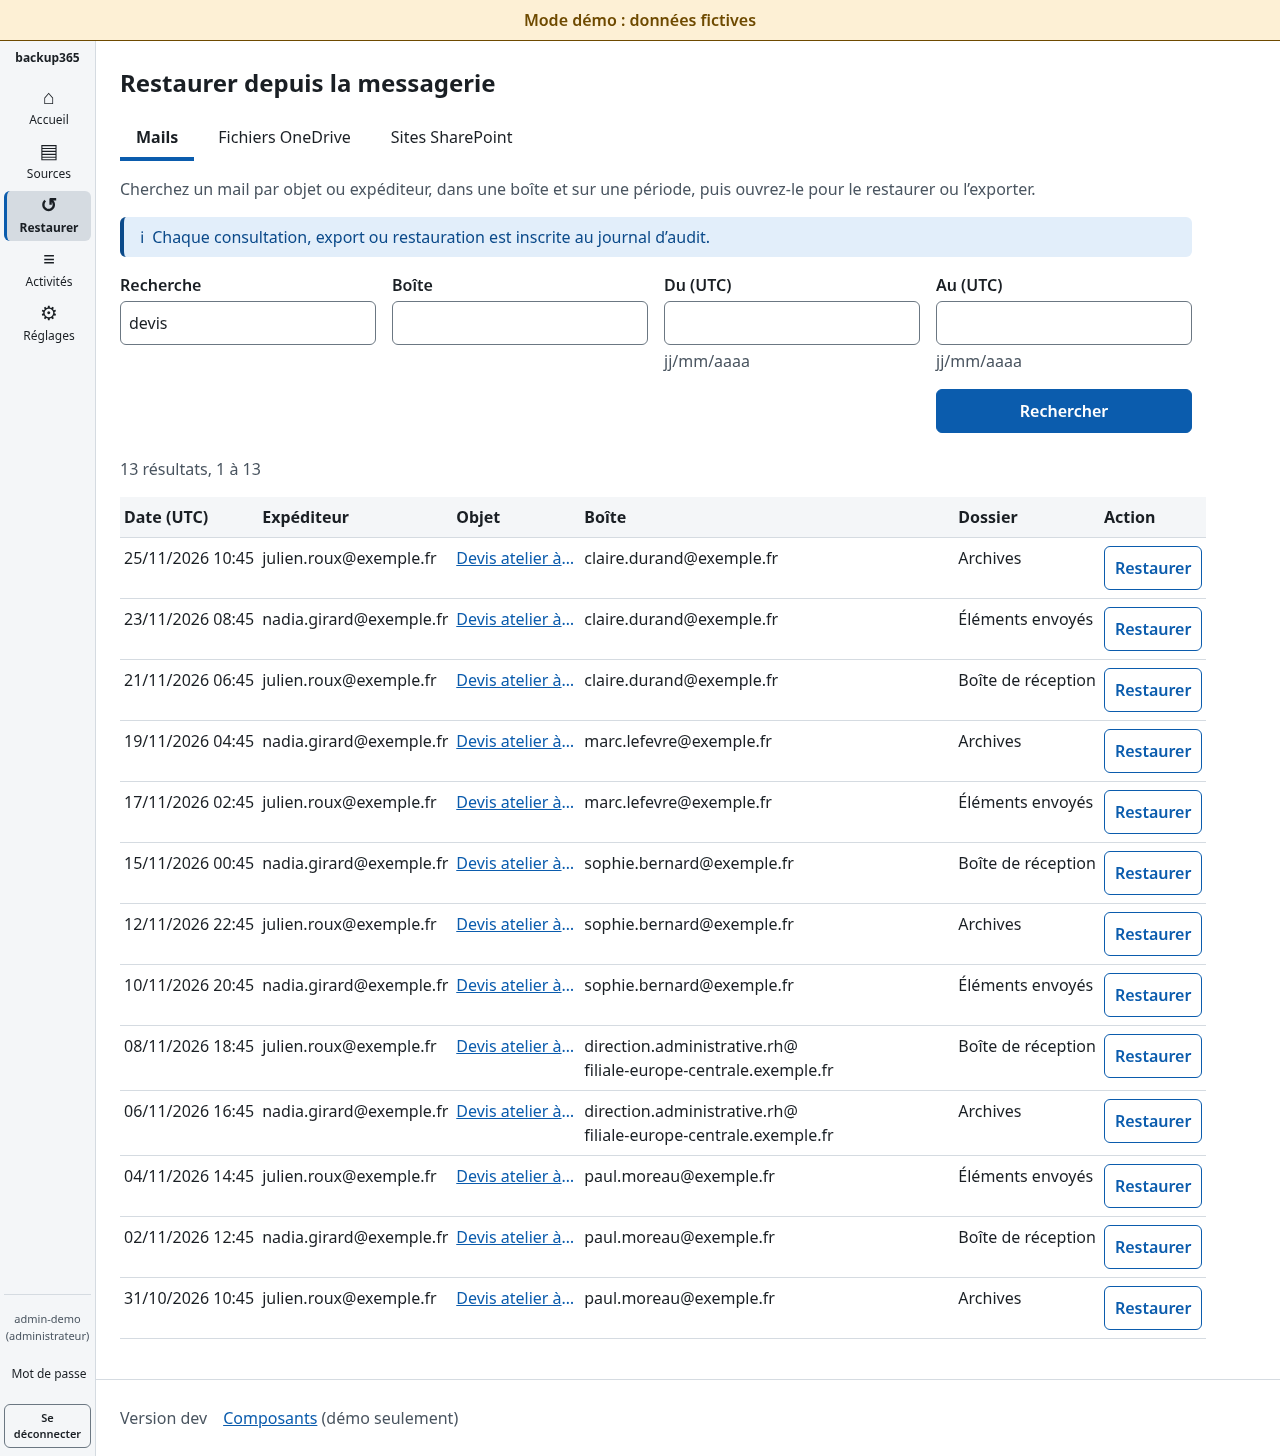 Mode démo : données fictives
backup365
Accueil
Sources
Restaurer
Activités
Réglages
admin-demo
(administrateur)
Mot de passe
Se
déconnecter
Restaurer depuis la messagerie
Mails Fichiers OneDrive Sites SharePoint
Cherchez un mail par objet ou expéditeur, dans une boîte et sur une période, puis ouvrez-le pour le restaurer ou l’exporter.
i Chaque consultation, export ou restauration est inscrite au journal d’audit.
Recherche Boîte Du (UTC) Au (UTC)
devis
jj/mm/aaaa jj/mm/aaaa
Rechercher
13 résultats, 1 à 13
Date (UTC) Expéditeur Objet Boîte Dossier Action
25/11/2026 10:45 julien.roux@exemple.fr Devis atelier à... claire.durand@exemple.fr Archives Restaurer
23/11/2026 08:45 nadia.girard@exemple.fr Devis atelier à... claire.durand@exemple.fr Éléments envoyés Restaurer
21/11/2026 06:45 julien.roux@exemple.fr Devis atelier à... claire.durand@exemple.fr Boîte de réception Restaurer
19/11/2026 04:45 nadia.girard@exemple.fr Devis atelier à... marc.lefevre@exemple.fr Archives Restaurer
17/11/2026 02:45 julien.roux@exemple.fr Devis atelier à... marc.lefevre@exemple.fr Éléments envoyés Restaurer
15/11/2026 00:45 nadia.girard@exemple.fr Devis atelier à... sophie.bernard@exemple.fr Boîte de réception Restaurer
12/11/2026 22:45 julien.roux@exemple.fr Devis atelier à... sophie.bernard@exemple.fr Archives Restaurer
10/11/2026 20:45 nadia.girard@exemple.fr Devis atelier à... sophie.bernard@exemple.fr Éléments envoyés Restaurer
08/11/2026 18:45 julien.roux@exemple.fr Devis atelier à... direction.administrative.rh@ Boîte de réception Restaurer
filiale-europe-centrale.exemple.fr
06/11/2026 16:45 nadia.girard@exemple.fr Devis atelier à... direction.administrative.rh@ Archives Restaurer
filiale-europe-centrale.exemple.fr
04/11/2026 14:45 julien.roux@exemple.fr Devis atelier à... paul.moreau@exemple.fr Éléments envoyés Restaurer
02/11/2026 12:45 nadia.girard@exemple.fr Devis atelier à... paul.moreau@exemple.fr Boîte de réception Restaurer
31/10/2026 10:45 julien.roux@exemple.fr Devis atelier à... paul.moreau@exemple.fr Archives Restaurer
Version dev Composants (démo seulement)